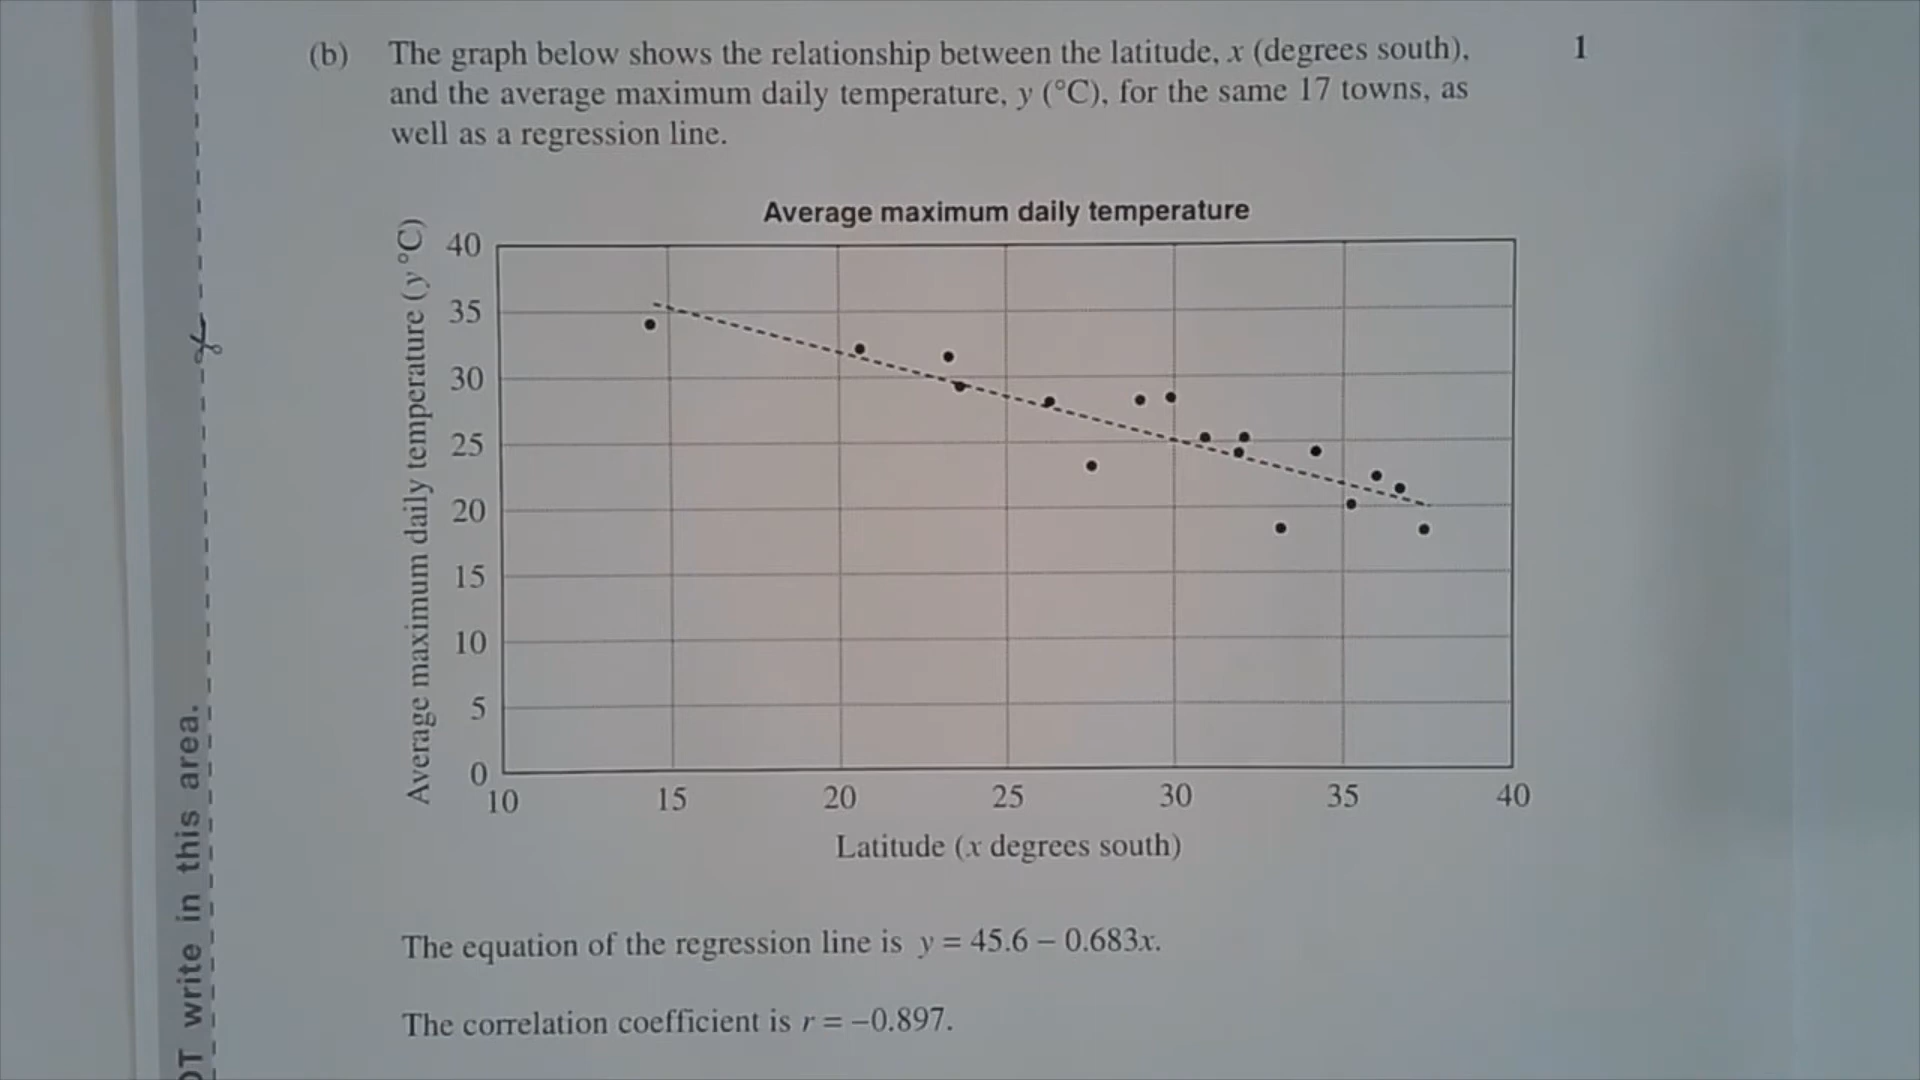 (b) The graph below shows the relationship between the latitude, x (degrees south), 1
and the average maximum daily temperature, y (°C), for the same 17 towns, as
well as a regression line.
Average maximum daily temperature
Average maximum daily temperature (y °C)
40
35
30
25
20
15
10
5
0
10 15 20 25 30 35 40
Latitude (x degrees south)
The equation of the regression line is y = 45.6 – 0.683x.
The correlation coefficient is r = –0.897.
OT write in this area.